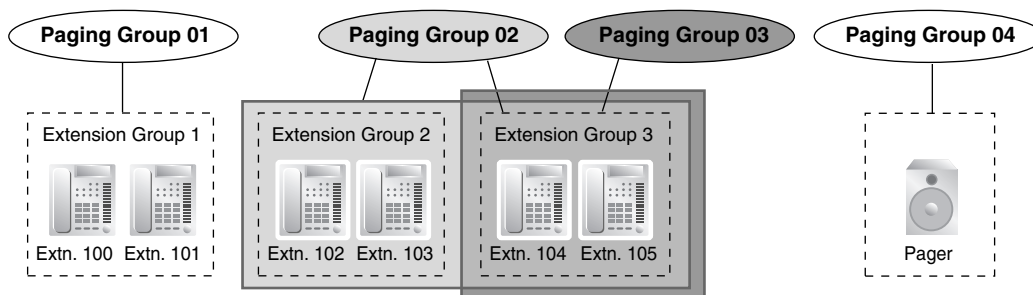 Paging Group 01
Paging Group 02
Paging Group 03
Paging Group 04
Extension Group 1
Extension Group 2
Extension Group 3
Extn. 100
Extn. 101
Extn. 102
Extn. 103
Extn. 104
Extn. 105
Pager